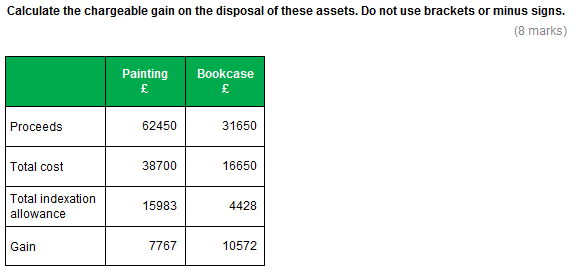 Calculate the chargeable gain on the disposal of these assets. Do not use brackets or minus signs.
(8 marks)
Painting Bookcase
£ £
Proceeds 62450 31650
Total cost 38700 16650
Total indexation
allowance 15983 4428
Gain 7767 10572